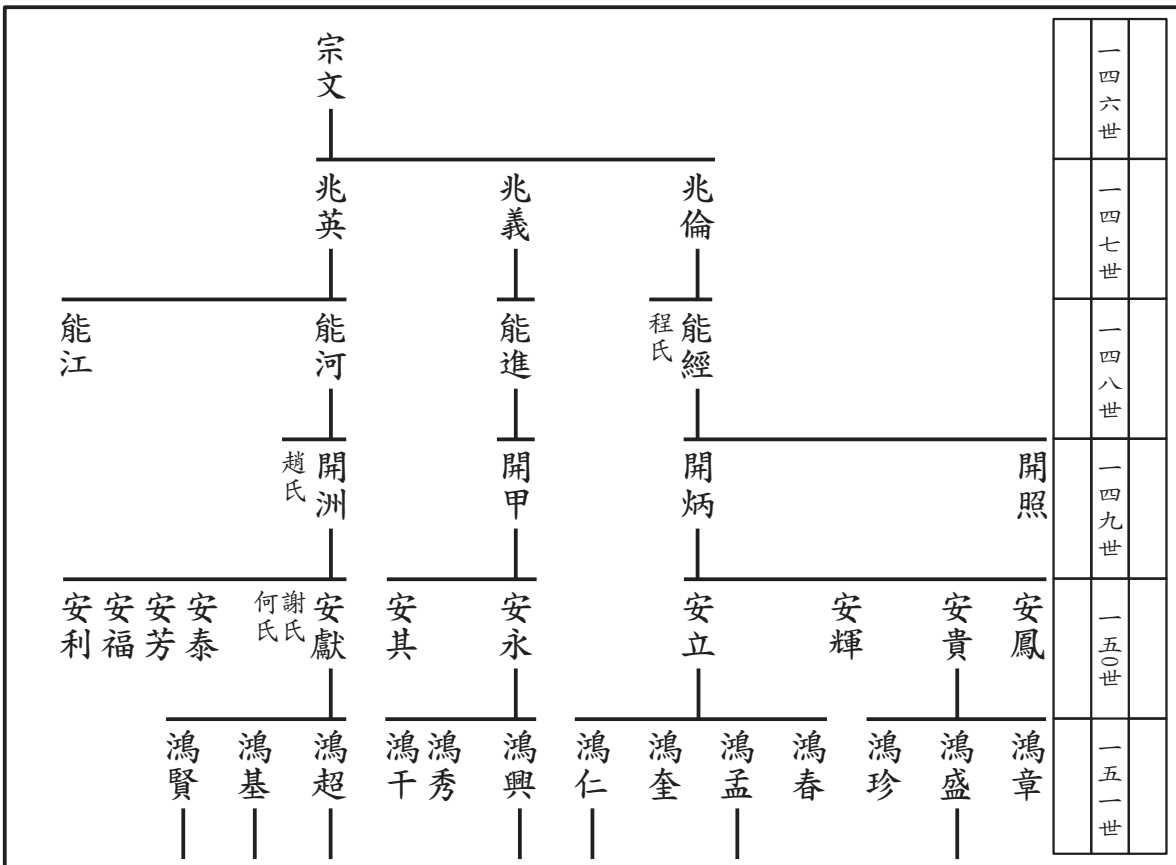 一四六世
宗文
一四七世
兆倫
兆義
兆英
一四八世
能經
程氏
能進
能河
能江
一四九世
開照
開炳
開甲
開洲
趙氏
一五〇世
安鳳
安貴
安輝
安立
安永
安其
安獻
謝氏
何氏
安泰
安芳
安福
安利
一五一世
鴻章
鴻盛
鴻珍
鴻春
鴻孟
鴻奎
鴻仁
鴻興
鴻秀
鴻干
鴻超
鴻基
鴻賢